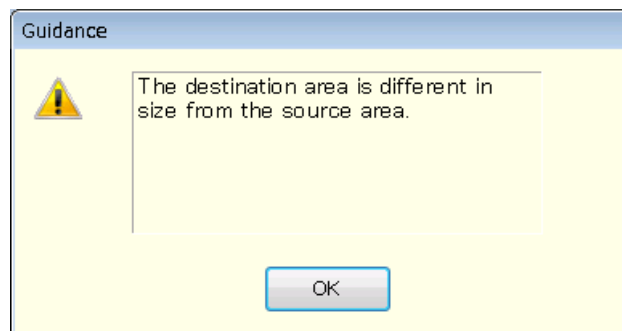 Guidance
The destination area is different in
size from the source area.
OK